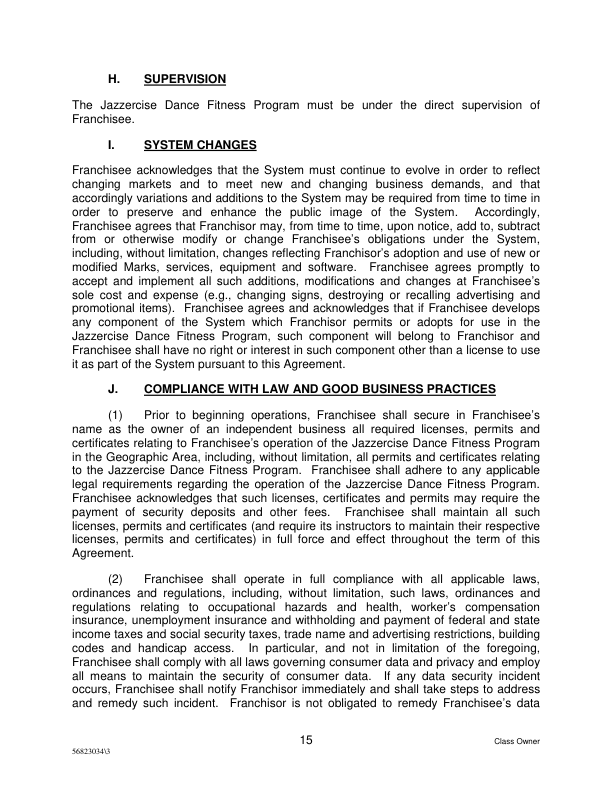 H. SUPERVISION
The Jazzercise Dance Fitness Program must be under the direct supervision of
Franchisee.
I. SYSTEM CHANGES
Franchisee acknowledges that the System must continue to evolve in order to reflect
changing markets and to meet new and changing business demands, and that
accordingly variations and additions to the System may be required from time to time in
order to preserve and enhance the public image of the System. Accordingly,
Franchisee agrees that Franchisor may, from time to time, upon notice, add to, subtract
from or otherwise modify or change Franchisee's obligations under the System,
including, without limitation, changes reflecting Franchisor's adoption and use of new or
modified Marks, services, equipment and software. Franchisee agrees promptly to
accept and implement all such additions, modifications and changes at Franchisee's
sole cost and expense (e.g., changing signs, destroying or recalling advertising and
promotional items). Franchisee agrees and acknowledges that if Franchisee develops
any component of the System which Franchisor permits or adopts for use in the
Jazzercise Dance Fitness Program, such component will belong to Franchisor and
Franchisee shall have no right or interest in such component other than a license to use
it as part of the System pursuant to this Agreement.
J. COMPLIANCE WITH LAW AND GOOD BUSINESS PRACTICES
(1) Prior to beginning operations, Franchisee shall secure in Franchisee's
name as the owner of an independent business all required licenses, permits and
certificates relating to Franchisee's operation of the Jazzercise Dance Fitness Program
in the Geographic Area, including, without limitation, all permits and certificates relating
to the Jazzercise Dance Fitness Program. Franchisee shall adhere to any applicable
legal requirements regarding the operation of the Jazzercise Dance Fitness Program.
Franchisee acknowledges that such licenses, certificates and permits may require the
payment of security deposits and other fees. Franchisee shall maintain all such
licenses, permits and certificates (and require its instructors to maintain their respective
licenses, permits and certificates) in full force and effect throughout the term of this
Agreement.
(2) Franchisee shall operate in full compliance with all applicable laws,
ordinances and regulations, including, without limitation, such laws, ordinances and
regulations relating to occupational hazards and health, worker's compensation
insurance, unemployment insurance and withholding and payment of federal and state
income taxes and social security taxes, trade name and advertising restrictions, building
codes and handicap access. In particular, and not in limitation of the foregoing,
Franchisee shall comply with all laws governing consumer data and privacy and employ
all means to maintain the security of consumer data. If any data security incident
occurs, Franchisee shall notify Franchisor immediately and shall take steps to address
and remedy such incident. Franchisor is not obligated to remedy Franchisee's data
15
Class Owner
56823034\3